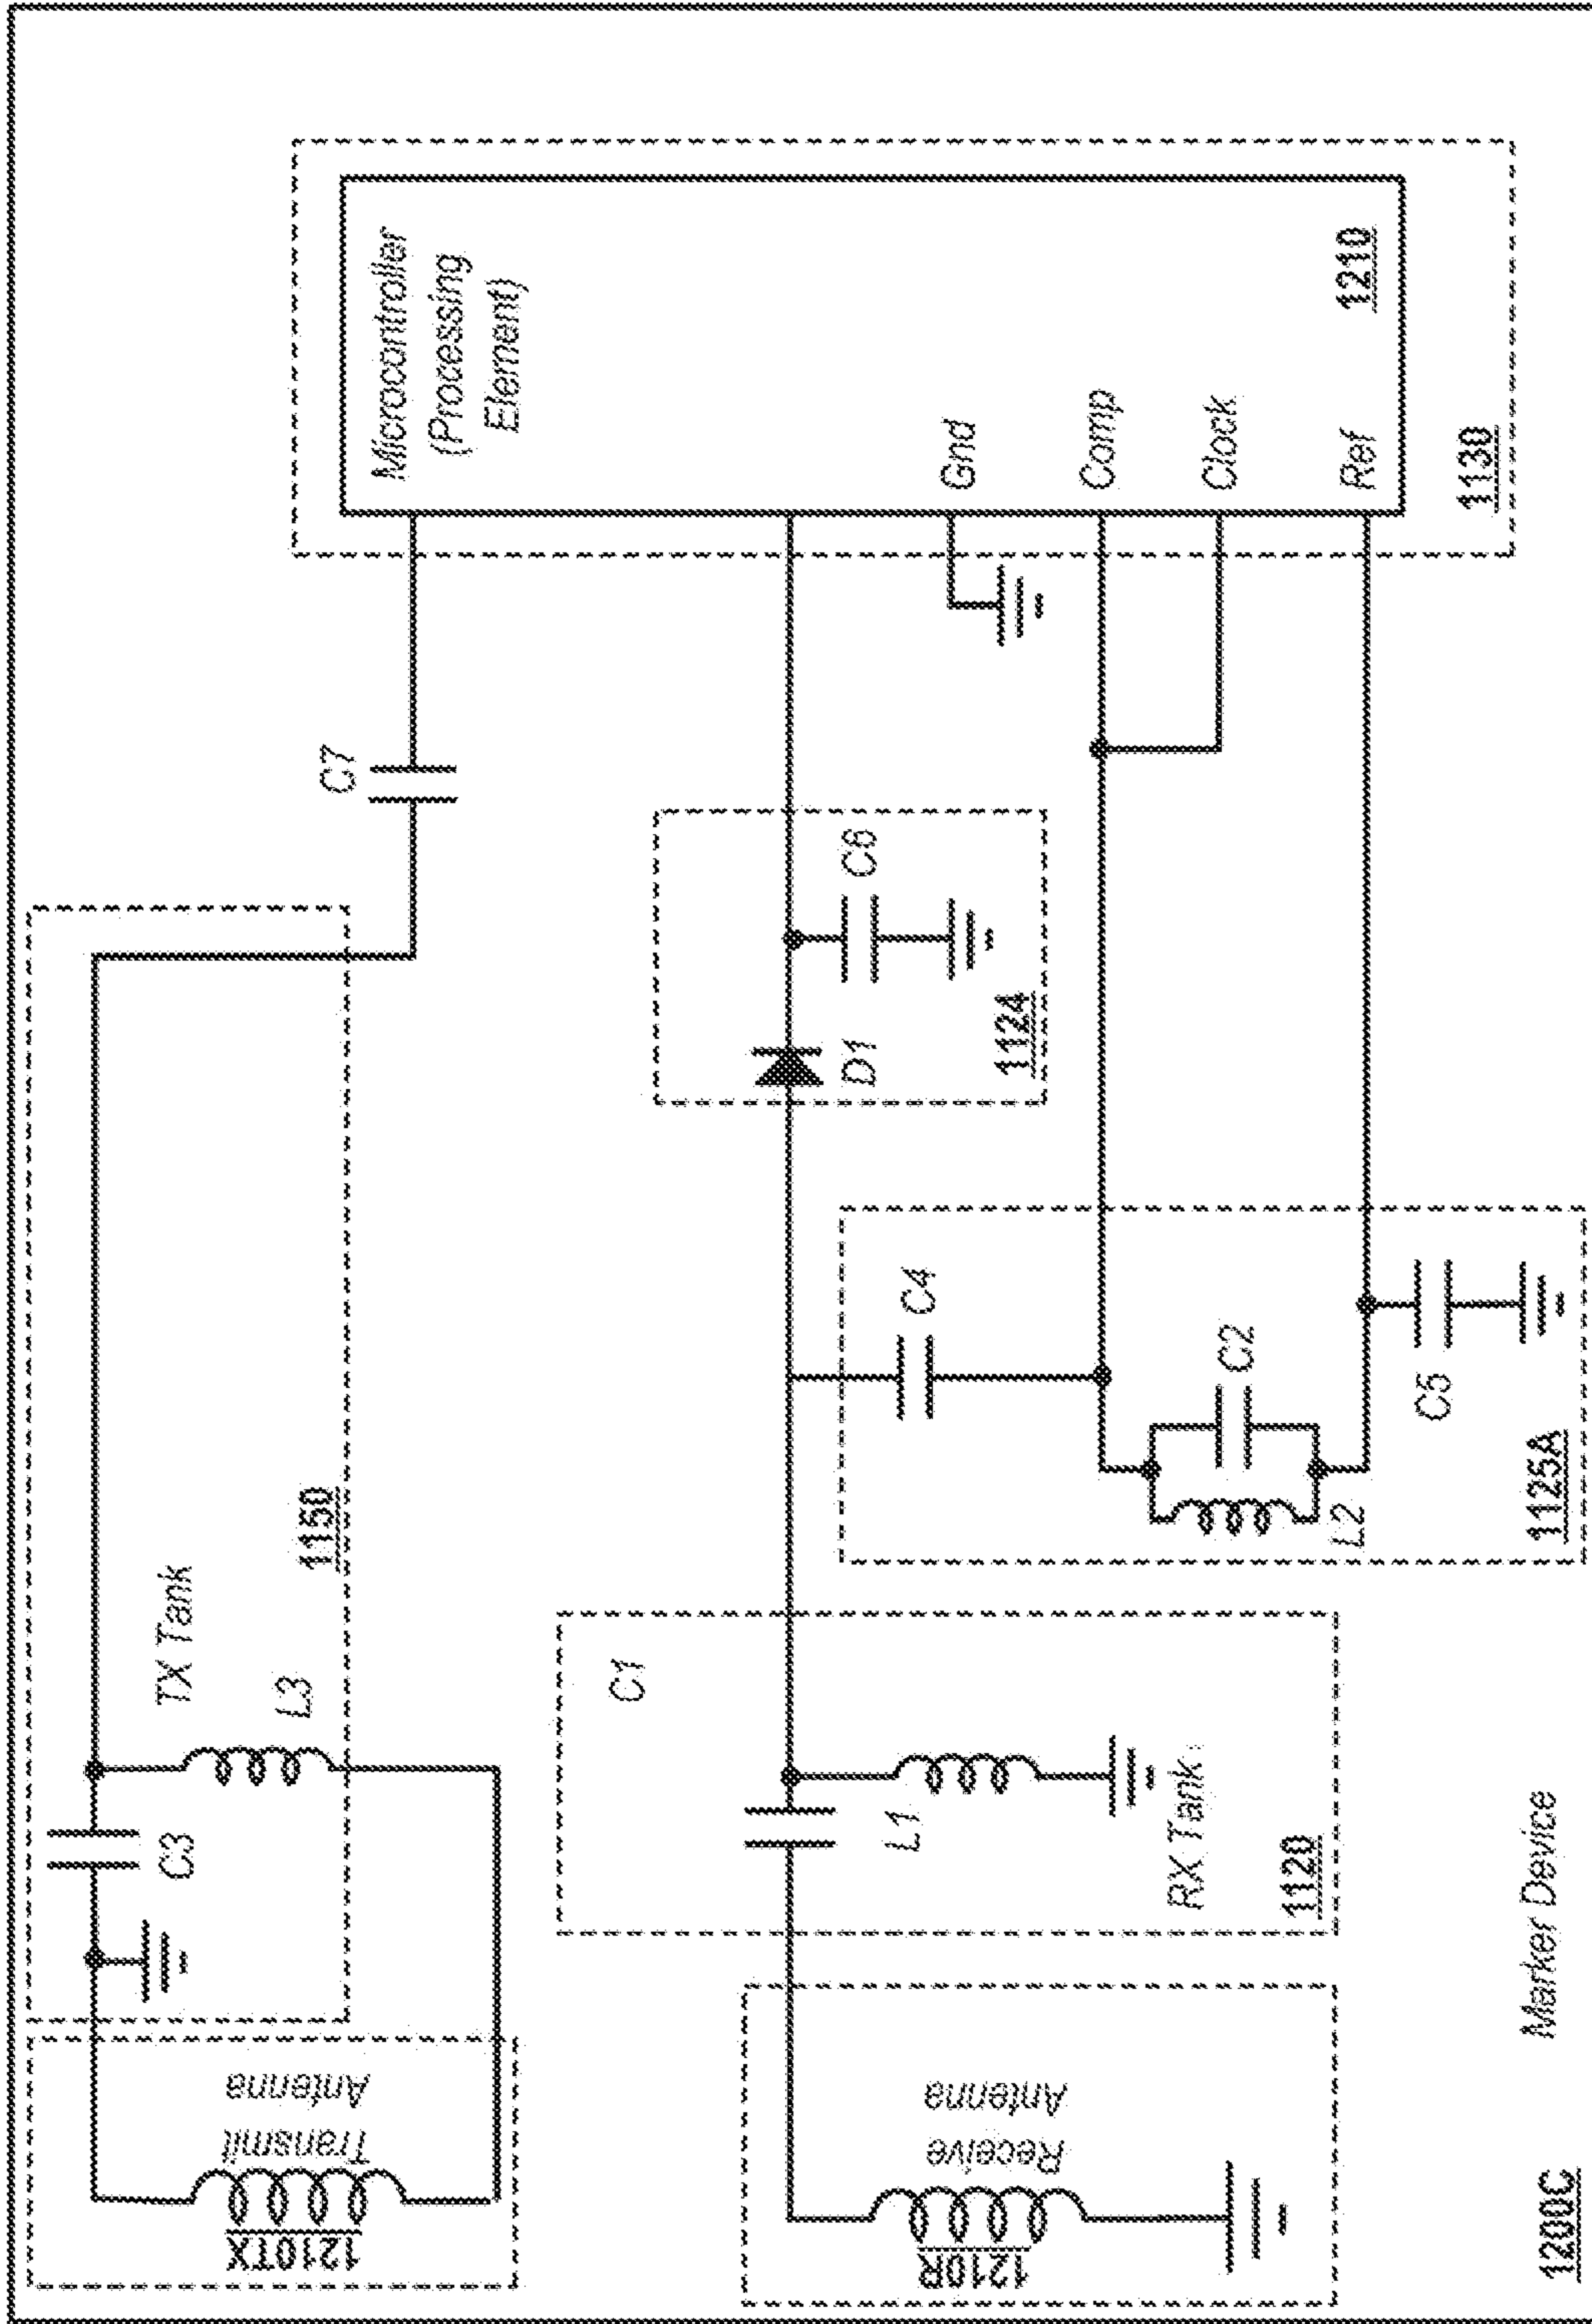 1210TX
Transmit
Antenna
C3
L3
TX Tank
1150
C7
Microcontroller
(Processing
Element)
Gnd
Comp
Clock
Ref
1210
1130
1210R
Receive
Antenna
C1
L1
RX Tank
1120
D1
C6
1124
C4
C2
L2
C5
1125A
1200C
Marker Device